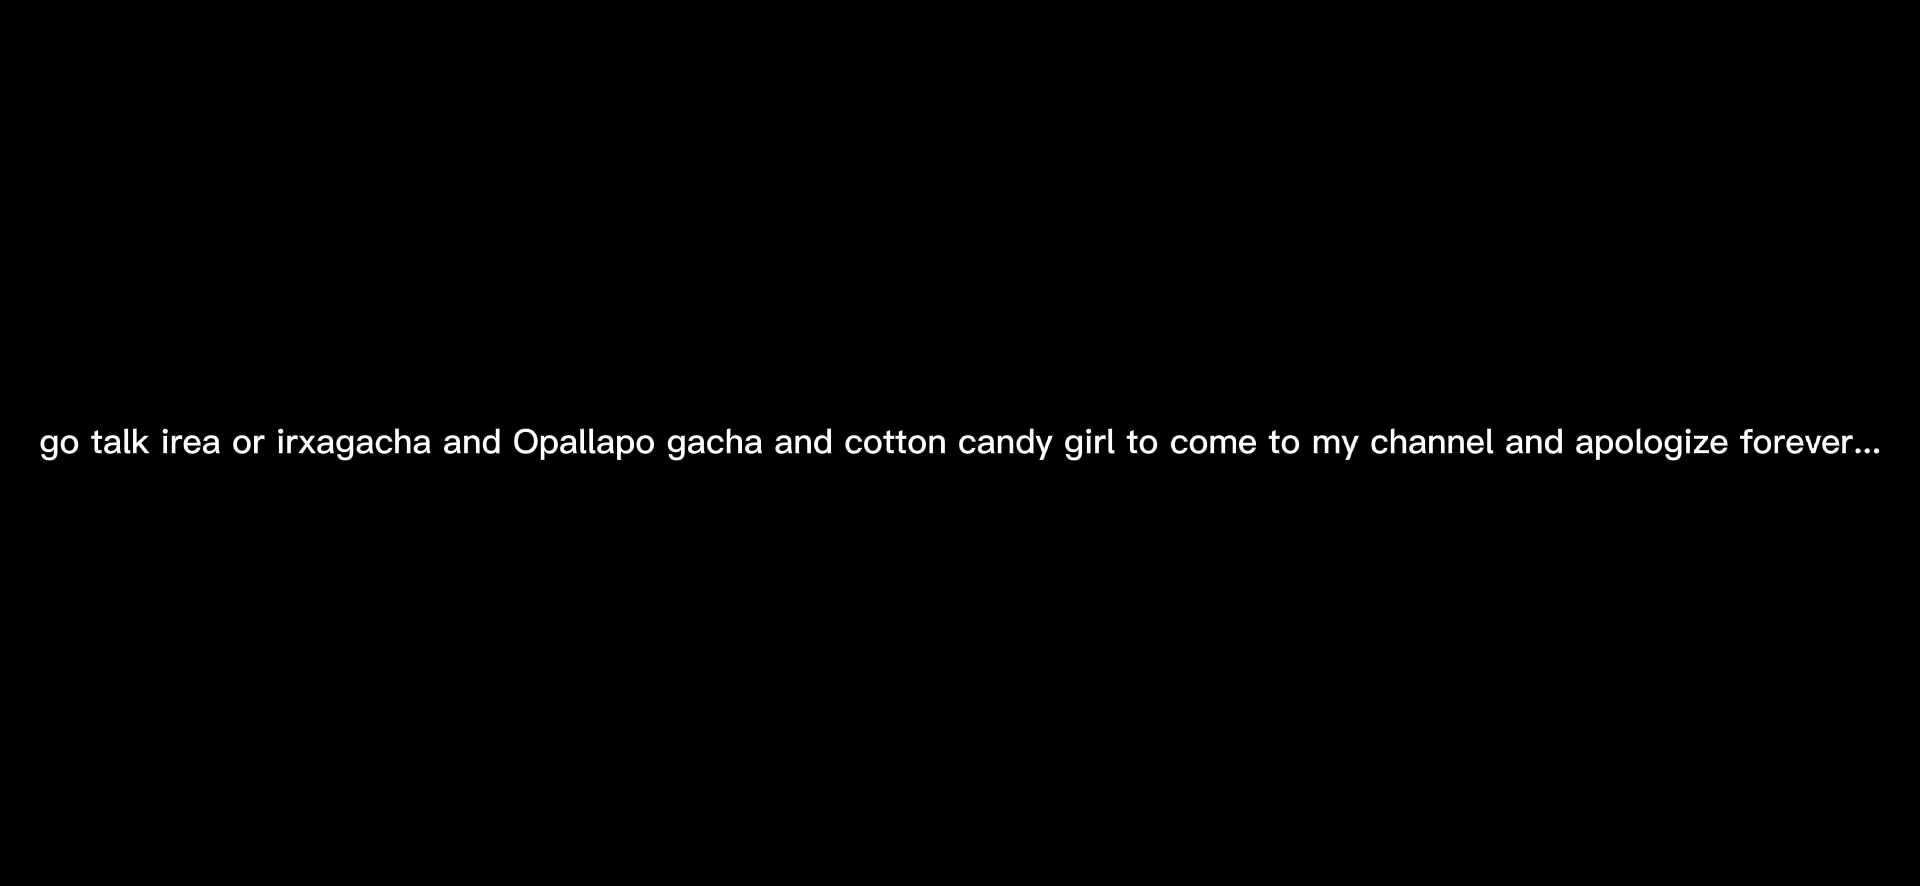 go talk irea or irxagacha and Opallapo gacha and cotton candy girl to come to my channel and apologize forever...